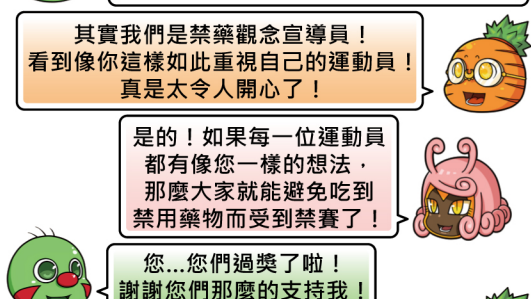 其實我們是禁藥觀念宣導員！
看到像你這樣如此重視自己的運動員！
真是太令人開心了！
是的！如果每一位運動員
都有像您一樣的想法，
那麼大家就能避免吃到
禁用藥物而受到禁賽了！
您...您們過獎了啦！
謝謝您們那麼的支持我！